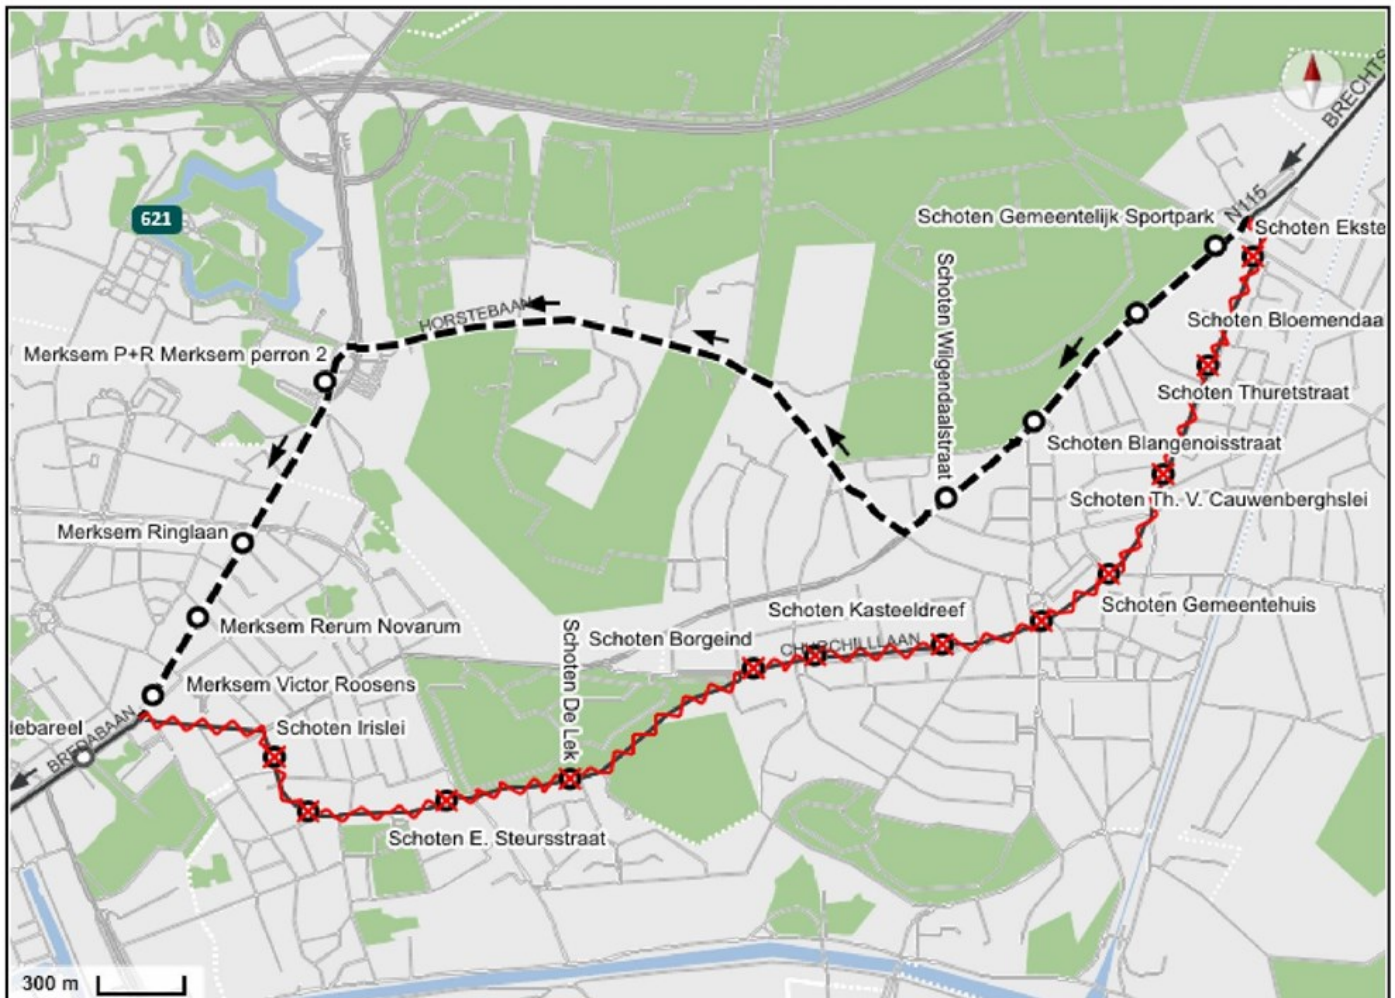 BRECHTS
621
N115
Schoten Gemeentelijk Sportpark
Schoten Ekste
HORSTEBAAN
Schoten Wilgendaalstraat
Schoten Bloemendaa
Merksem P+R Merksem perron 2
Schoten Thuretstraat
Schoten Blangenoisstraat
Schoten Th. V. Cauwenberghslei
Merksem Ringlaan
Schoten Kasteeldreef
Schoten Gemeentehuis
Merksem Rerum Novarum
Schoten Borgeind
CHURCHILLLAAN
Schoten De Lek
Merksem Victor Roosens
lebareel
BREDABAAN
Schoten Irislei
Schoten E. Steursstraat
300 m